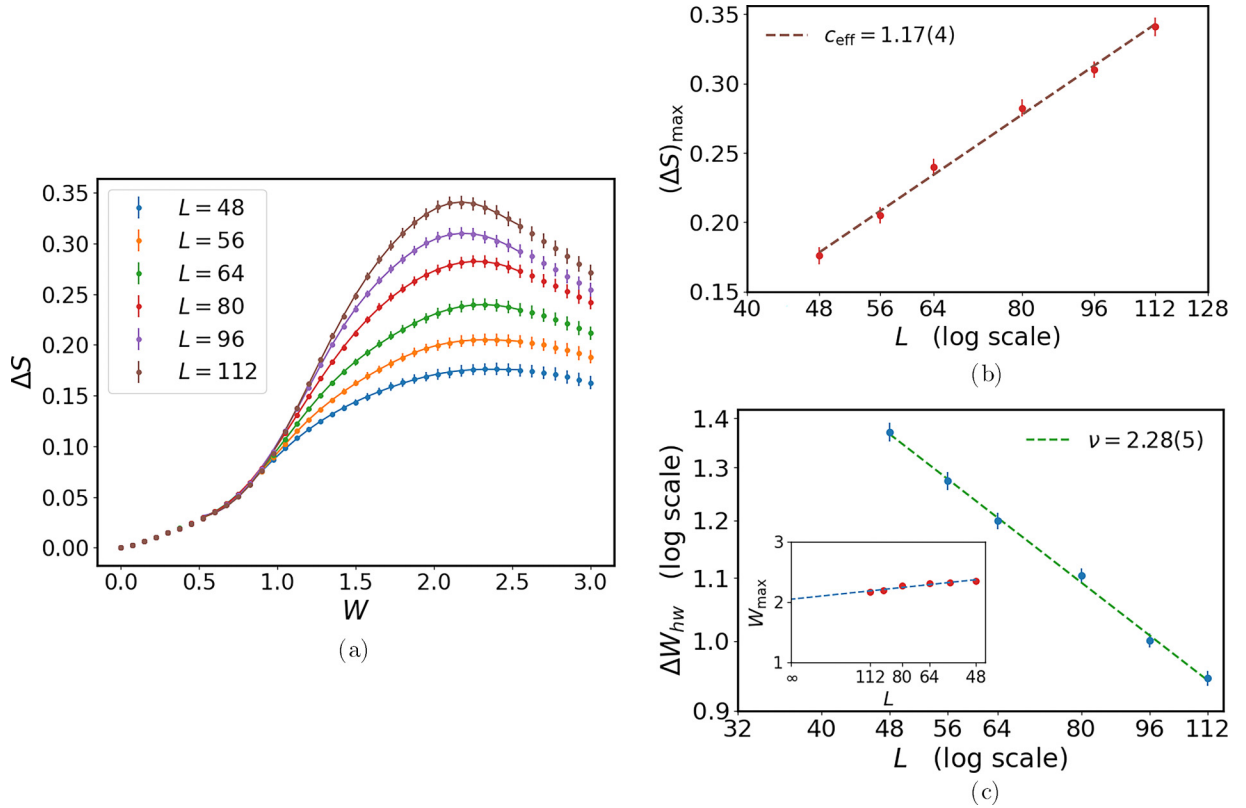 0.35
0.30
0.25
0.20
0.15
0.10
0.05
0.00
ΔS
L = 48
L = 56
L = 64
L = 80
L = 96
L = 112
0.0 0.5 1.0 1.5 2.0 2.5 3.0
W
(a)
0.35
0.30
0.25
0.20
0.15
(ΔS)max
ceff = 1.17(4)
40 48 56 64 80 96 112 128
L (log scale)
(b)
1.4
1.3
1.2
1.1
1.0
0.9
ΔWhw (log scale)
ν = 2.28(5)
3
2
1
Wmax
∞ 112 80 64 48
L
32 40 48 56 64 80 96 112
L (log scale)
(c)